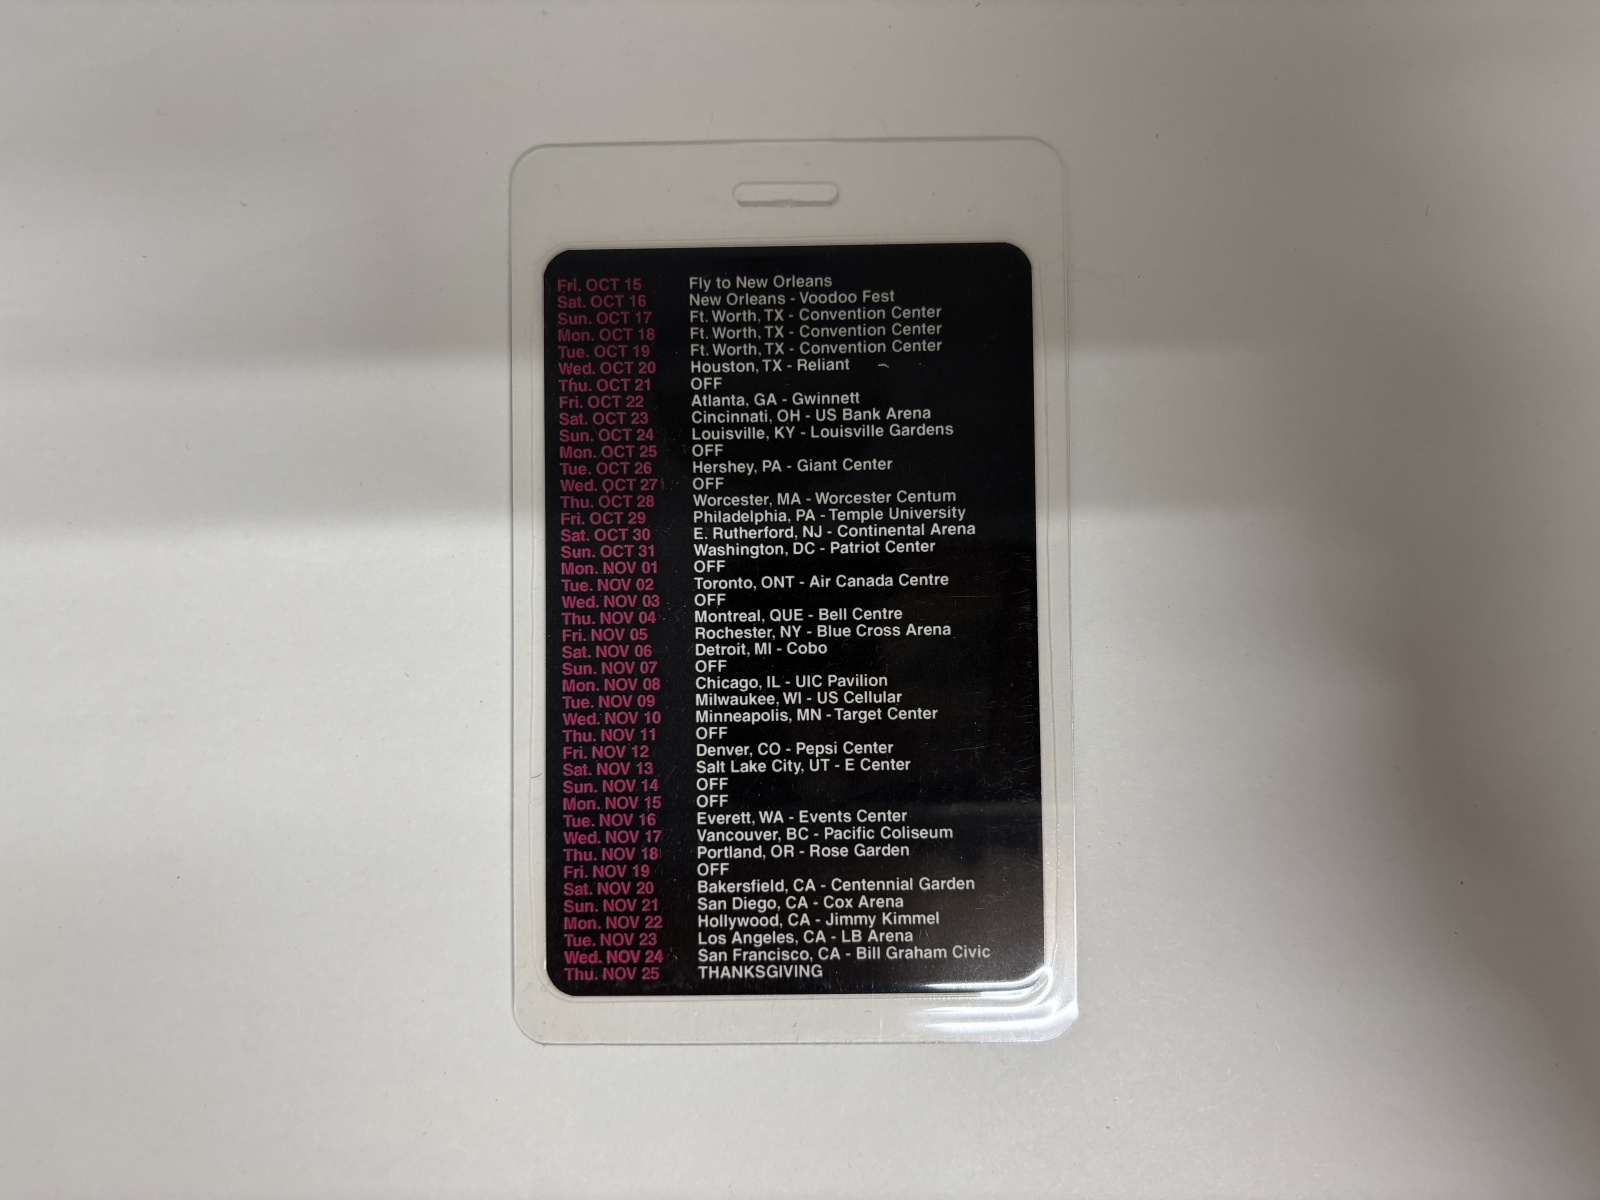 Fri. OCT 15 Fly to New Orleans
Sat. OCT 16 New Orleans - Voodoo Fest
Sun. OCT 17 Ft. Worth, TX - Convention Center
Mon. OCT 18 Ft. Worth, TX - Convention Center
Tue. OCT 19 Ft. Worth, TX - Convention Center
Wed. OCT 20 Houston, TX - Reliant
Thu. OCT 21 OFF
Fri. OCT 22 Atlanta, GA - Gwinnett
Sat. OCT 23 Cincinnati, OH - US Bank Arena
Sun. OCT 24 Louisville, KY - Louisville Gardens
Mon. OCT 25 OFF
Tue. OCT 26 Hershey, PA - Giant Center
Wed. OCT 27 OFF
Thu. OCT 28 Worcester, MA - Worcester Centum
Fri. OCT 29 Philadelphia, PA - Temple University
Sat. OCT 30 E. Rutherford, NJ - Continental Arena
Sun. OCT 31 Washington, DC - Patriot Center
Mon. NOV 01 OFF
Tue. NOV 02 Toronto, ONT - Air Canada Centre
Wed. NOV 03 OFF
Thu. NOV 04 Montreal, QUE - Bell Centre
Fri. NOV 05 Rochester, NY - Blue Cross Arena
Sat. NOV 06 Detroit, MI - Cobo
Sun. NOV 07 OFF
Mon. NOV 08 Chicago, IL - UIC Pavilion
Tue. NOV 09 Milwaukee, WI - US Cellular
Wed. NOV 10 Minneapolis, MN - Target Center
Thu. NOV 11 OFF
Fri. NOV 12 Denver, CO - Pepsi Center
Sat. NOV 13 Salt Lake City, UT - E Center
Sun. NOV 14 OFF
Mon. NOV 15 OFF
Tue. NOV 16 Everett, WA - Events Center
Wed. NOV 17 Vancouver, BC - Pacific Coliseum
Thu. NOV 18 Portland, OR - Rose Garden
Fri. NOV 19 OFF
Sat. NOV 20 Bakersfield, CA - Centennial Garden
Sun. NOV 21 San Diego, CA - Cox Arena
Mon. NOV 22 Hollywood, CA - Jimmy Kimmel
Tue. NOV 23 Los Angeles, CA - LB Arena
Wed. NOV 24 San Francisco, CA - Bill Graham Civic
Thu. NOV 25 THANKSGIVING